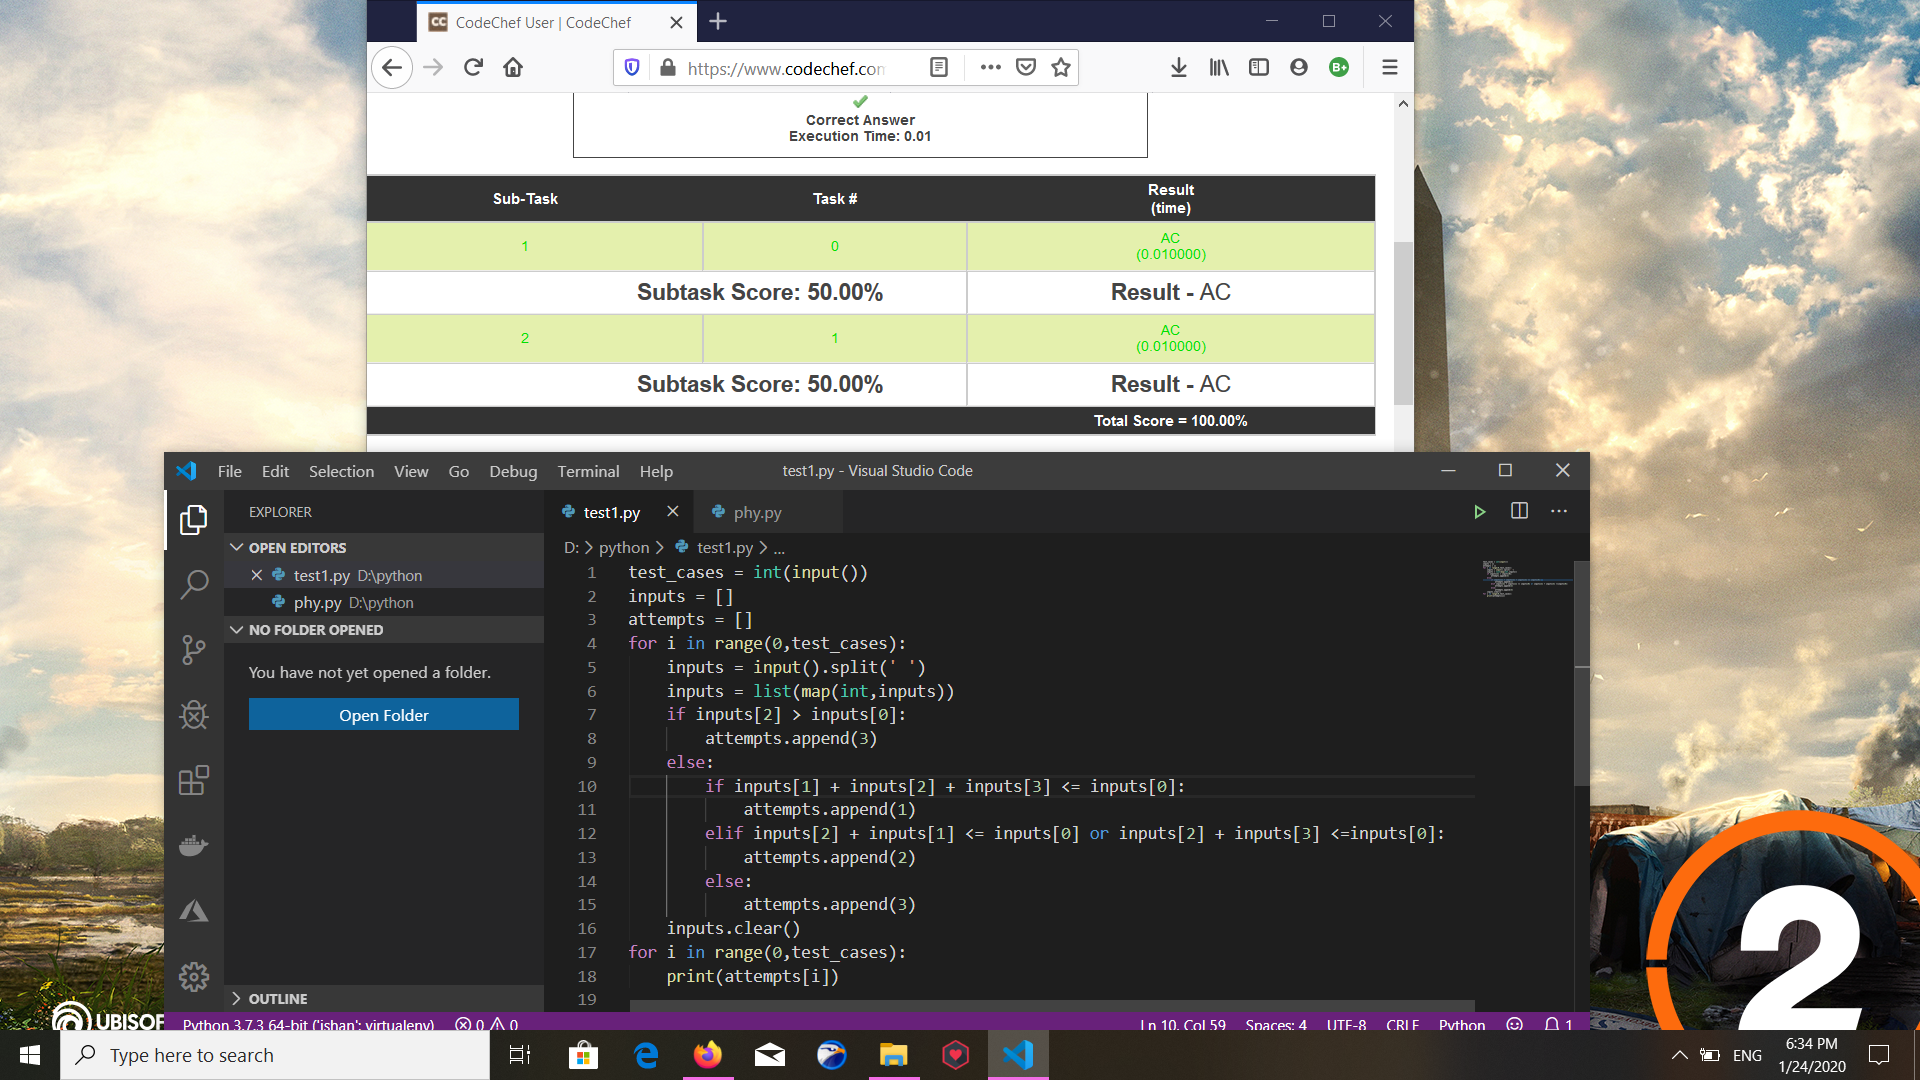 CodeChef User | CodeChef
https://www.codechef.com
Correct Answer
Execution Time: 0.01
Sub-Task Task # Result
(time)
1 0 AC
(0.010000)
Subtask Score: 50.00% Result - AC
2 1 AC
(0.010000)
Subtask Score: 50.00% Result - AC
Total Score = 100.00%
File Edit Selection View Go Debug Terminal Help test1.py - Visual Studio Code
EXPLORER
OPEN EDITORS
test1.py D:\python
phy.py D:\python
NO FOLDER OPENED
You have not yet opened a folder.
Open Folder
OUTLINE
test1.py phy.py
D: > python > test1.py > ...
1 test_cases = int(input())
2 inputs = []
3 attempts = []
4 for i in range(0,test_cases):
5 inputs = input().split(' ')
6 inputs = list(map(int,inputs))
7 if inputs[2] > inputs[0]:
8 attempts.append(3)
9 else:
10 if inputs[1] + inputs[2] + inputs[3] <= inputs[0]:
11 attempts.append(1)
12 elif inputs[2] + inputs[1] <= inputs[0] or inputs[2] + inputs[3] <=inputs[0]:
13 attempts.append(2)
14 else:
15 attempts.append(3)
16 inputs.clear()
17 for i in range(0,test_cases):
18 print(attempts[i])
19
Python 3.7.3 64-bit ('ishan': virtualenv) 0 0 Ln 10, Col 59 Spaces: 4 UTF-8 CRLF Python 1
UBISOF
2
Type here to search
ENG
6:34 PM
1/24/2020